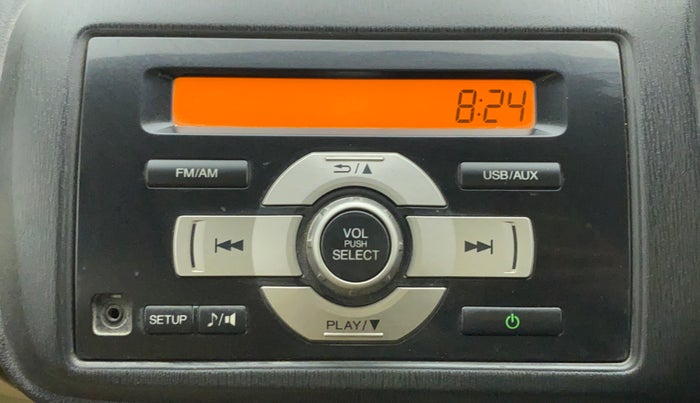 8:24
FM/AM
/▲
USB/AUX
VOL
PUSH
SELECT
SETUP
♪/
PLAY/▼